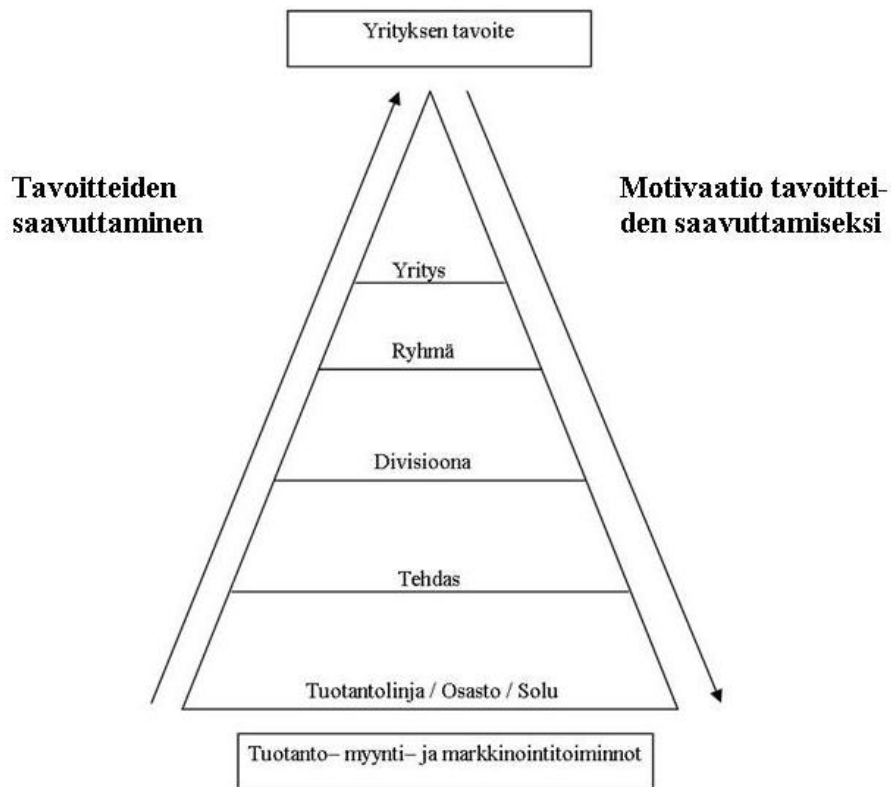 Yrityksen tavoite
Tavoitteiden
saavuttaminen
Motivaatio tavoittei-
den saavuttamiseksi
Yritys
Ryhmä
Divisioona
Tehdas
Tuotantolinja / Osasto / Solu
Tuotanto– myynti– ja markkinointitoiminnot